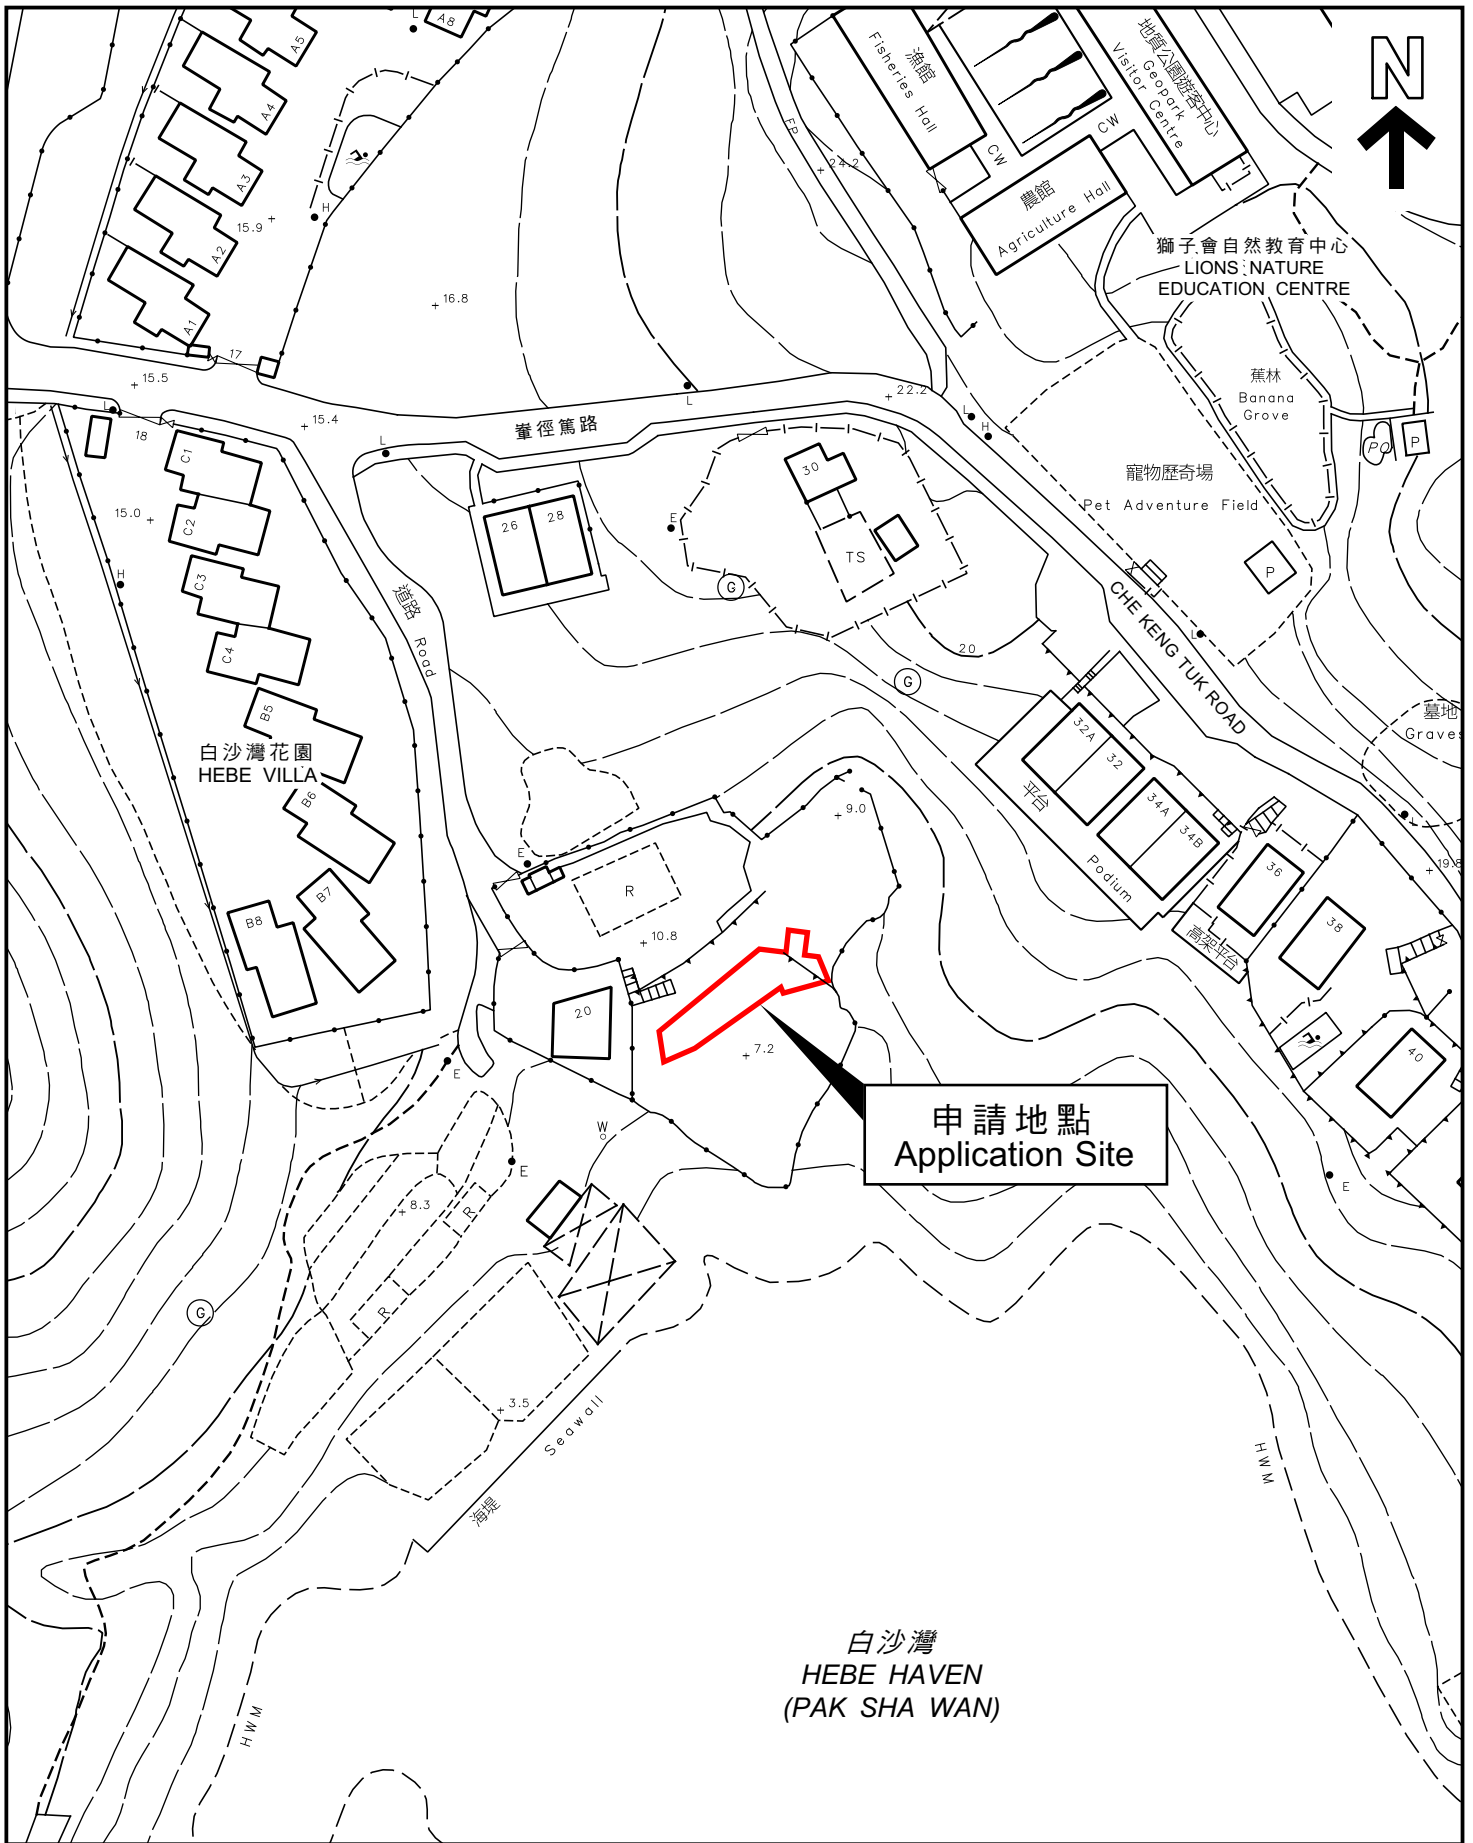 A8
L
A5
A4
A3
A2
A1
H
15.9
16.8
17
15.5
15.4
L
18
漁館
Fisheries Hall
地質公園遊客中心
Geopark
Visitor Centre
N
CW
CW
FP
24.2
農館
Agriculture Hall
獅子會自然教育中心
LIONS NATURE
EDUCATION CENTRE
蕉林
Banana
Grove
22.2
L
L
H
P
PO
寵物歷奇場
Pet Adventure Field
P
L
輋徑篤路
L
C1
C2
C3
C4
15.0
H
26
28
E
30
TS
G
道路
Road
20
G
CHE KENG TUK ROAD
墓地
Graves
B5
白沙灣花園
HEBE VILLA
B6
B7
B8
32A
32
34A
34B
平台
Podium
36
38
40
高架平台
19.8
9.0
E
R
10.8
20
7.2
E
申請地點
Application Site
W
E
E
8.3
R
R
G
3.5
Seawall
海堤
HWM
HWM
白沙灣
HEBE HAVEN
(PAK SHA WAN)